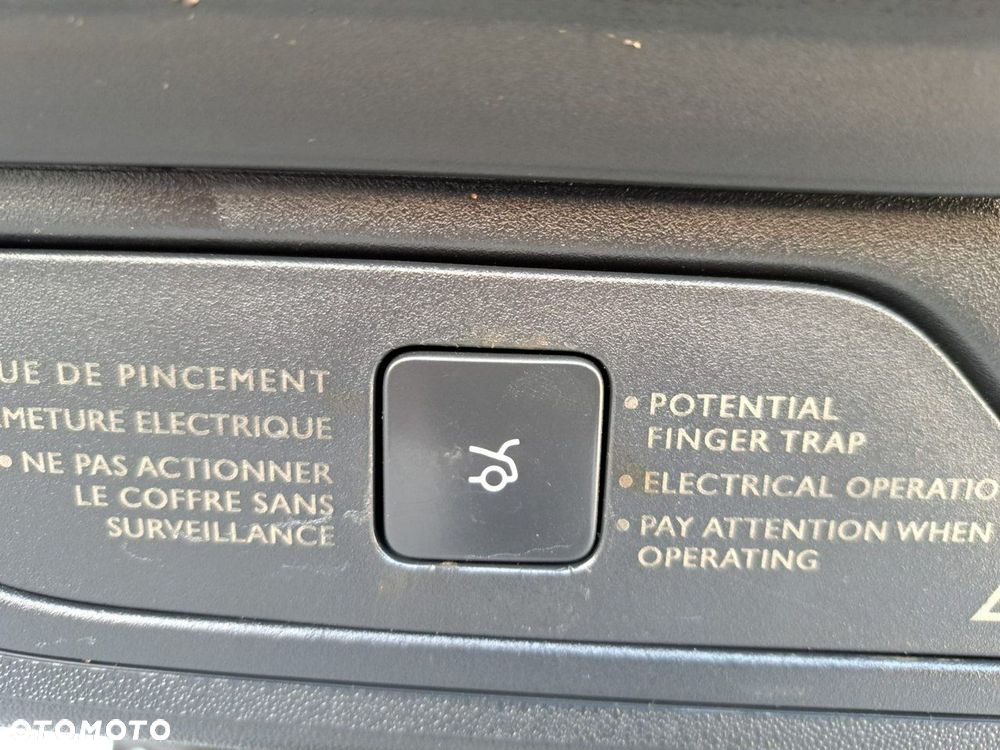 UE DE PINCEMENT
METURE ELECTRIQUE
• NE PAS ACTIONNER
LE COFFRE SANS
SURVEILLANCE
• POTENTIAL
FINGER TRAP
• ELECTRICAL OPERATIO
• PAY ATTENTION WHEN
OPERATING
OTOMOTO